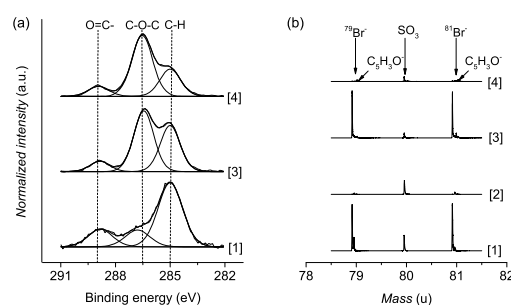 (a)
O=C-
C-O-C
C-H
[4]
[3]
[1]
Normalized intensity (a.u.)
291
288
285
282
Binding energy (eV)
(b)
⁷⁹Br⁻
SO₃
⁸¹Br⁻
C₅H₃O⁻
C₅H₃O⁻
[4]
[3]
[2]
[1]
78
79
80
81
82
Mass (u)